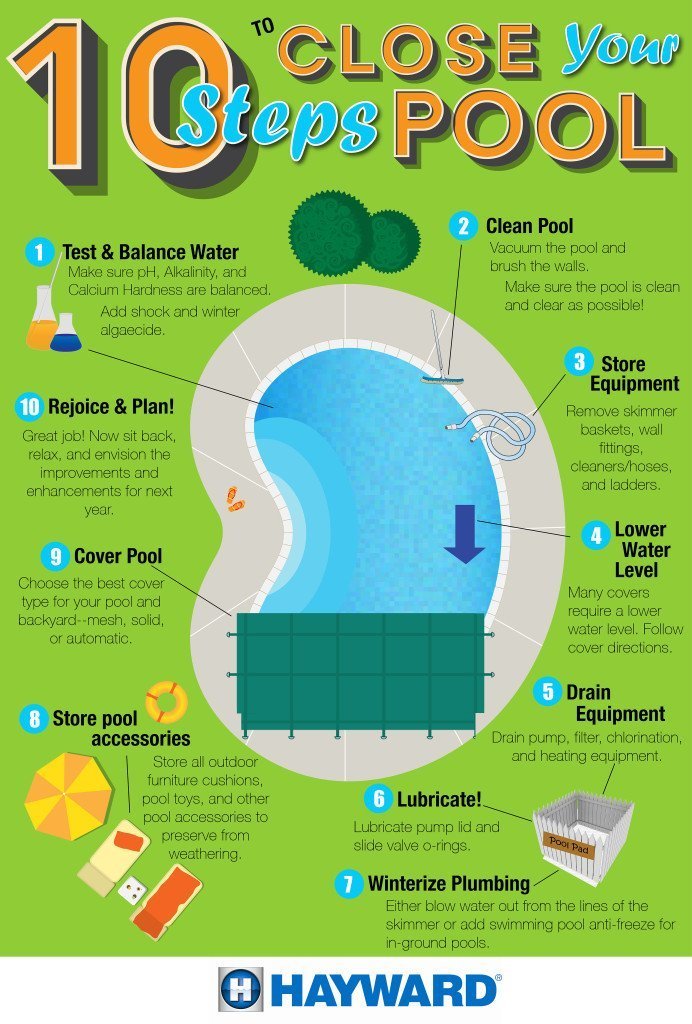 10
Steps
TO
CLOSE Your
POOL
1 Test & Balance Water
Make sure pH, Alkalinity, and
Calcium Hardness are balanced.
Add shock and winter
algaecide.
2 Clean Pool
Vacuum the pool and
brush the walls.
Make sure the pool is clean
and clear as possible!
3 Store
Equipment
Remove skimmer
baskets, wall
fittings,
cleaners/hoses,
and ladders.
4 Lower
Water
Level
Many covers
require a lower
water level. Follow
cover directions.
5 Drain
Equipment
Drain pump, filter, chlorination,
and heating equipment.
6 Lubricate!
Lubricate pump lid and
slide valve o-rings.
Pool Pad
7 Winterize Plumbing
Either blow water out from the lines of the
skimmer or add swimming pool anti-freeze for
in-ground pools.
8 Store pool
accessories
Store all outdoor
furniture cushions,
pool toys, and other
pool accessories to
preserve from
weathering.
9 Cover Pool
Choose the best cover
type for your pool and
backyard--mesh, solid,
or automatic.
10 Rejoice & Plan!
Great job! Now sit back,
relax, and envision the
improvements and
enhancements for next
year.
H HAYWARD®